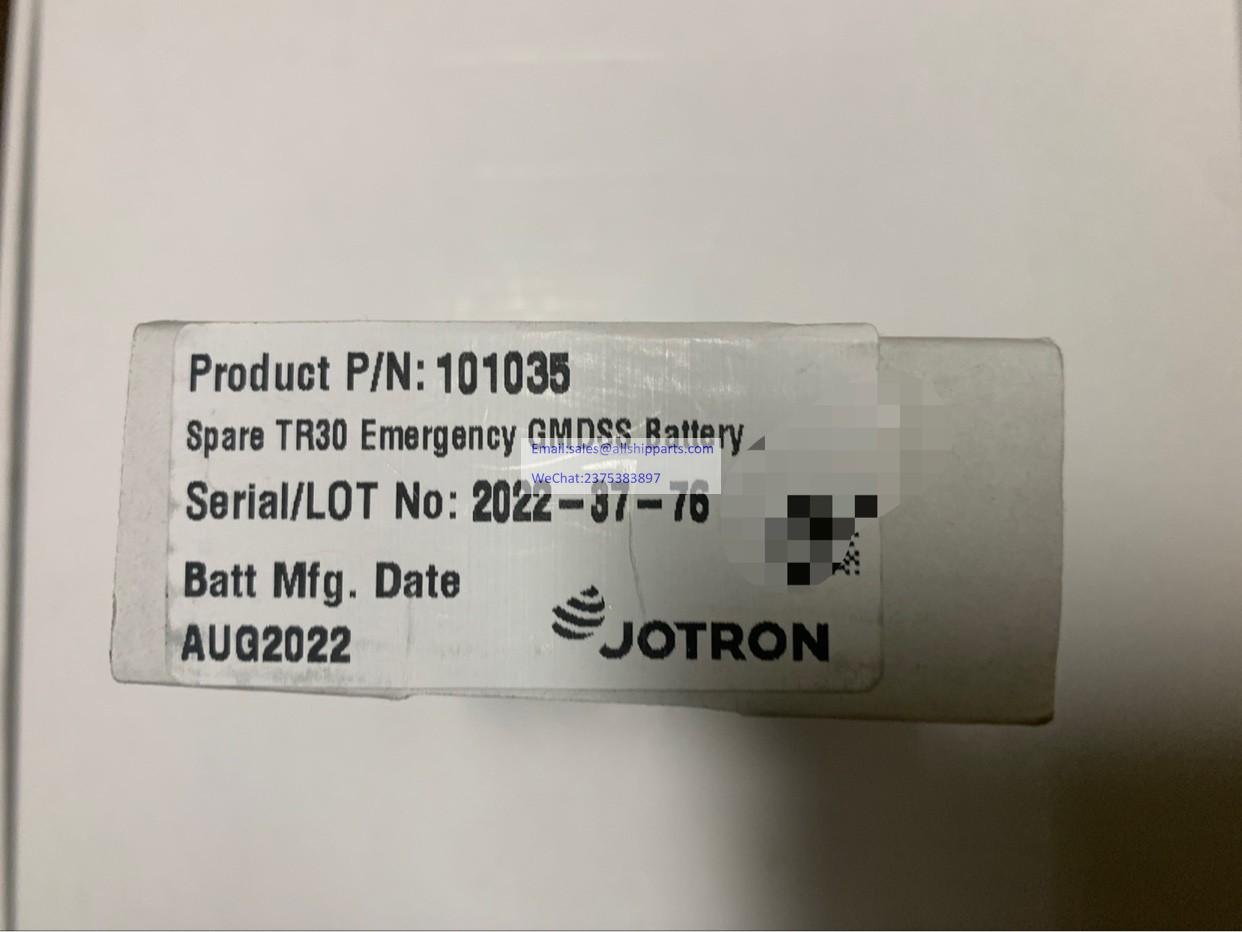 Product P/N: 101035
Spare TR30 Emergency GMDSS Battery
Email:sales@allshipparts.com
WeChat:2375383897
Serial/LOT No: 2022-37-76
Batt Mfg. Date
AUG2022
JOTRON